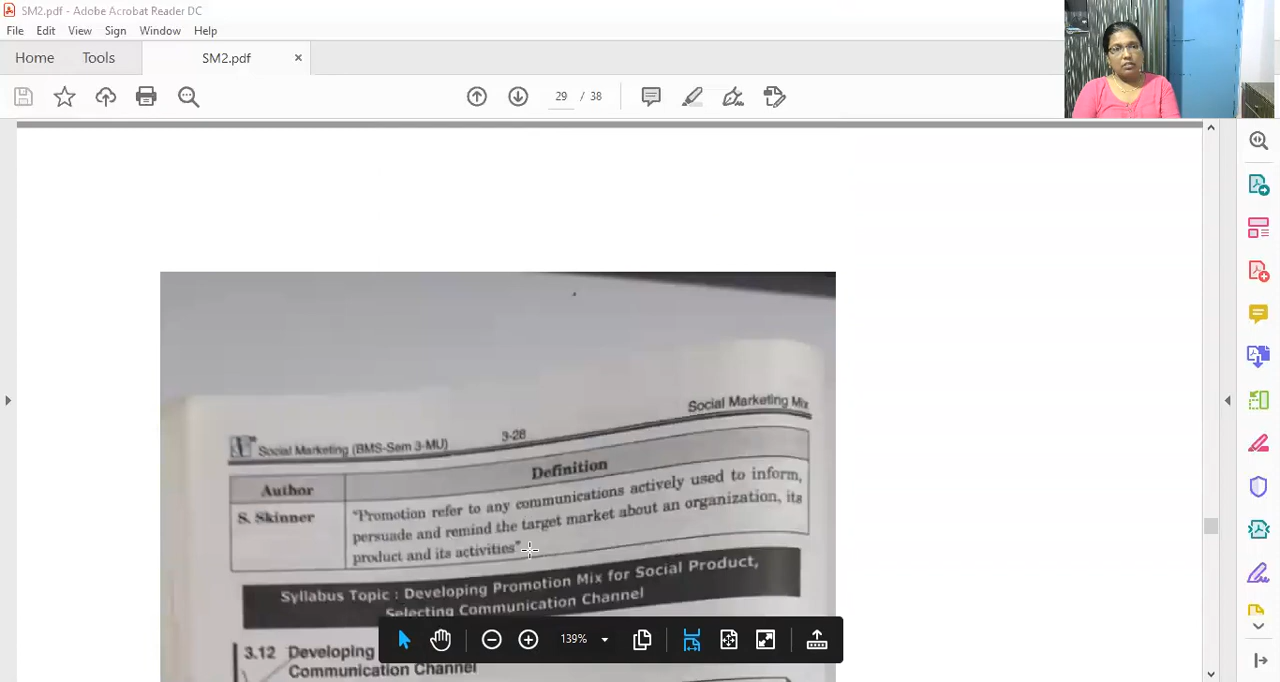 SM2.pdf - Adobe Acrobat Reader DC
File Edit View Sign Window Help
Home Tools SM2.pdf ×
29 / 38
Social Marketing Mix
Social Marketing (BMS-Sem 3-MU) 3-28
Author Definition
S. Skinner "Promotion refer to any communications actively used to inform,
persuade and remind the target market about an organization, its
product and its activities"
Syllabus Topic : Developing Promotion Mix for Social Product,
Selecting Communication Channel
139%
3.12 Developing
Communication Channel